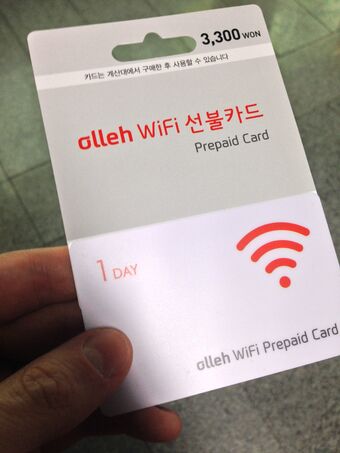 3,300 WON
카드는 계산대에서 구매한 후 사용할 수 있습니다
olleh WiFi 선불카드
Prepaid Card
1 DAY
olleh WiFi Prepaid Card